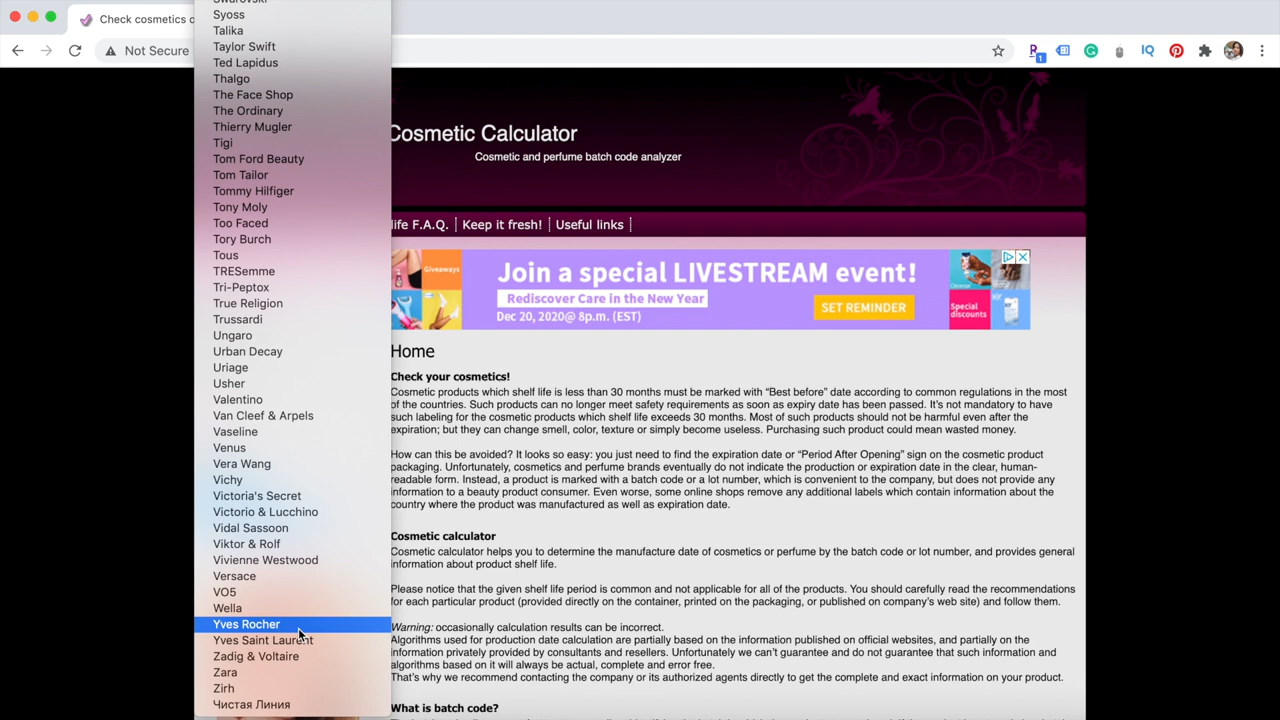 Check cosmetics
Not Secure
1
IQ
Swarovski
Syoss
Talika
Taylor Swift
Ted Lapidus
Thalgo
The Face Shop
The Ordinary
Thierry Mugler
Tigi
Tom Ford Beauty
Tom Tailor
Tommy Hilfiger
Tony Moly
Too Faced
Tory Burch
Tous
TRESemme
Tri-Peptox
True Religion
Trussardi
Ungaro
Urban Decay
Uriage
Usher
Valentino
Van Cleef & Arpels
Vaseline
Venus
Vera Wang
Vichy
Victoria's Secret
Victorio & Lucchino
Vidal Sassoon
Viktor & Rolf
Vivienne Westwood
Versace
VO5
Wella
Yves Rocher
Yves Saint Laurent
Zadig & Voltaire
Zara
Zirh
Чистая Линия
Cosmetic Calculator
Cosmetic and perfume batch code analyzer
life F.A.Q. Keep it fresh! Useful links
Giveaways
Join a special LIVESTREAM event!
Rediscover Care in the New Year
Dec 20, 2020@ 8p.m. (EST)
SET REMINDER
Special
discounts
Home
Check your cosmetics!
Cosmetic products which shelf life is less than 30 months must be marked with “Best before” date according to common regulations in the most
of the countries. Such products can no longer meet safety requirements as soon as expiry date has been passed. It's not mandatory to have
such labeling for the cosmetic products which shelf life exceeds 30 months. Most of such products should not be harmful even after the
expiration; but they can change smell, color, texture or simply become useless. Purchasing such product could mean wasted money.
How can this be avoided? It looks so easy: you just need to find the expiration date or “Period After Opening” sign on the cosmetic product
packaging. Unfortunately, cosmetics and perfume brands eventually do not indicate the production or expiration date in the clear, human-
readable form. Instead, a product is marked with a batch code or a lot number, which is convenient to the company, but does not provide any
information to a beauty product consumer. Even worse, some online shops remove any additional labels which contain information about the
country where the product was manufactured as well as expiration date.
Cosmetic calculator
Cosmetic calculator helps you to determine the manufacture date of cosmetics or perfume by the batch code or lot number, and provides general
information about product shelf life.
Please notice that the given shelf life period is common and not applicable for all of the products. You should carefully read the recommendations
for each particular product (provided directly on the container, printed on the packaging, or published on company's web site) and follow them.
Warning: occasionally calculation results can be incorrect.
Algorithms used for production date calculation are partially based on the information published on official websites, and partially on the
information privately provided by consultants and resellers. Unfortunately we can't guarantee and do not guarantee that such information and
algorithms based on it will always be actual, complete and error free.
That's why we recommend contacting the company or its authorized agents directly to get the complete and exact information on your product.
What is batch code?